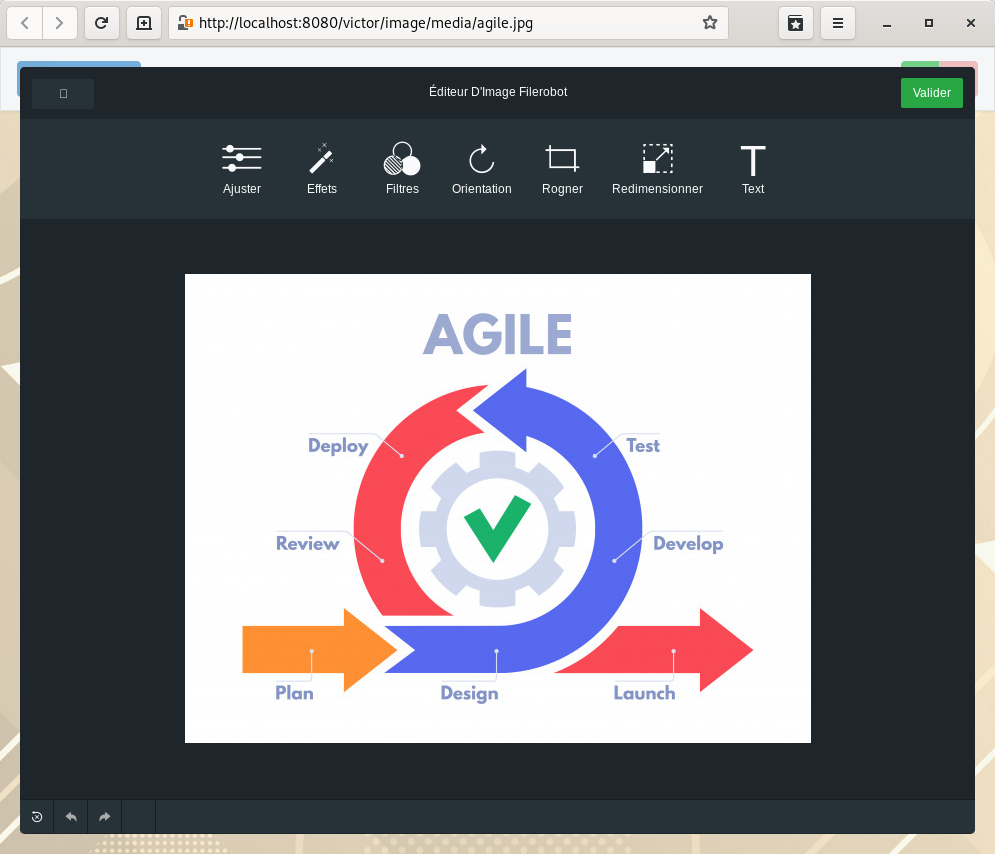 http://localhost:8080/victor/image/media/agile.jpg
Éditeur D'Image Filerobot
Valider
Ajuster
Effets
Filtres
Orientation
Rogner
Redimensionner
Text
AGILE
Deploy
Test
Review
Develop
Plan
Design
Launch